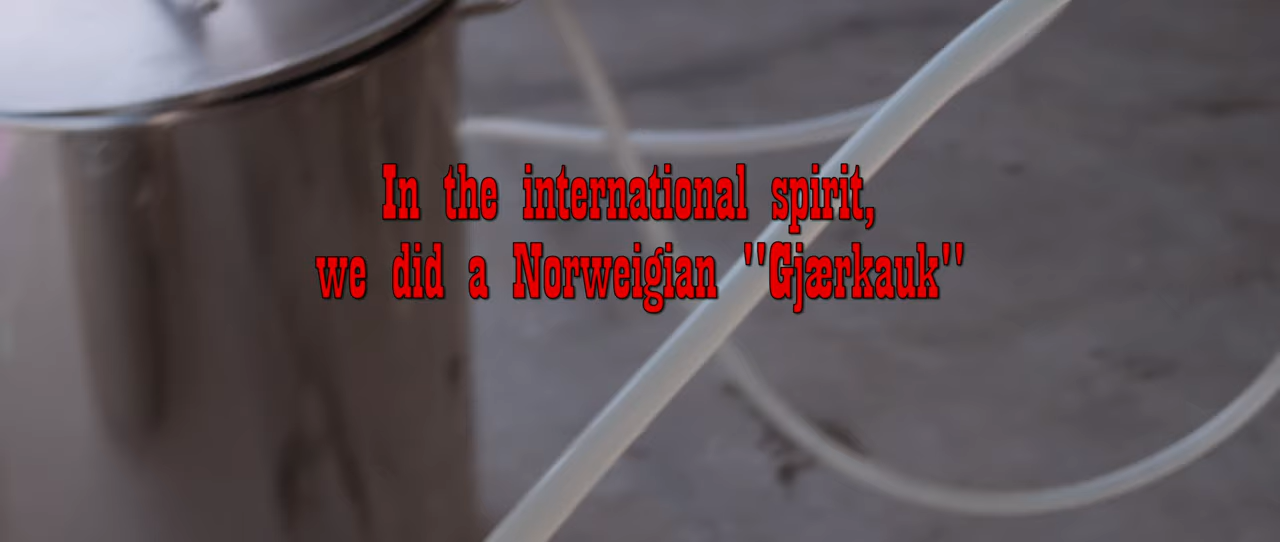 In the international spirit,
we did a Norweigian "Gjærkauk"